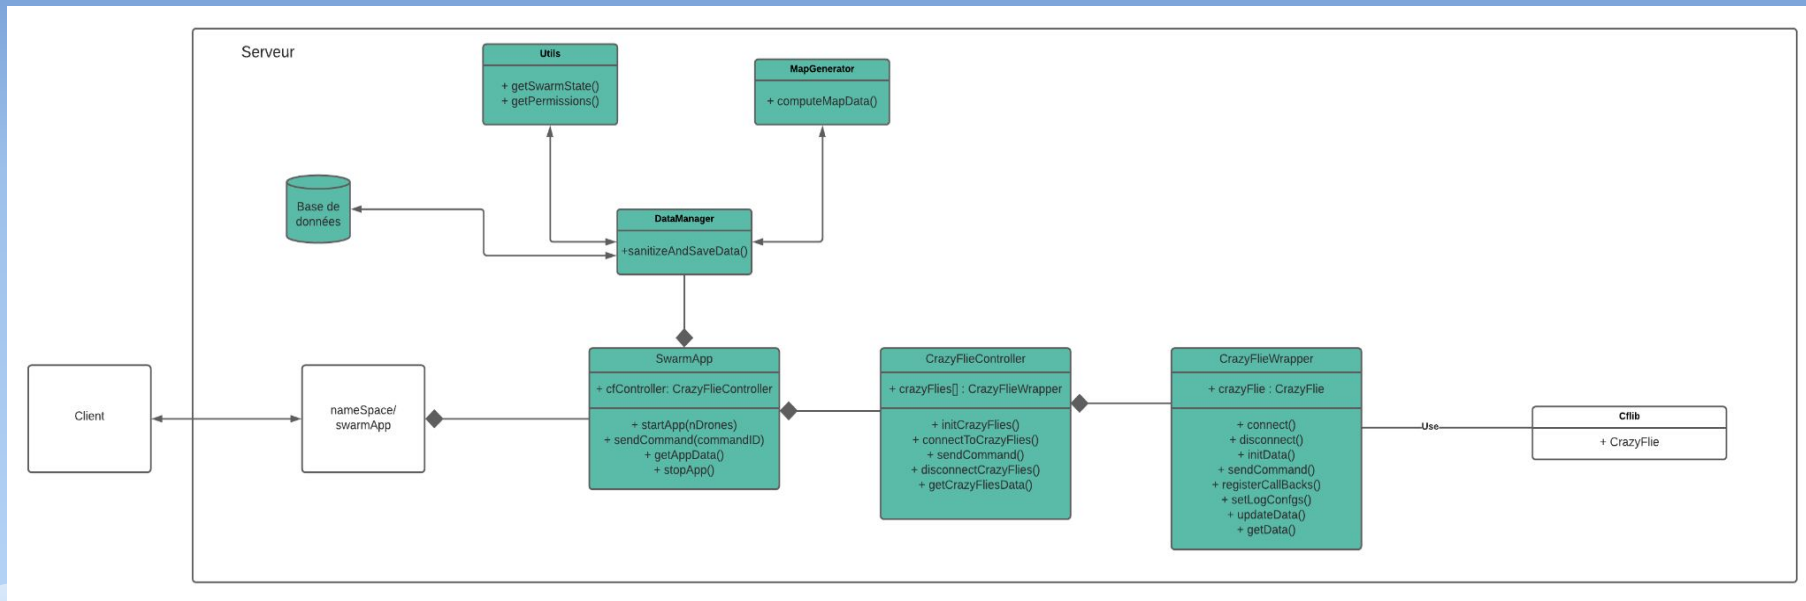 Serveur
Utils
+ getSwarmState()
+ getPermissions()
MapGenerator
+ computeMapData()
Base de
données
DataManager
+sanitizeAndSaveData()
Client
nameSpace/
swarmApp
SwarmApp
+ cfController: CrazyFlieController
+ startApp(nDrones)
+ sendCommand(commandID)
+ getAppData()
+ stopApp()
CrazyFlieController
+ crazyFlies[] : CrazyFlieWrapper
+ initCrazyFlies()
+ connectToCrazyFlies()
+ sendCommand()
+ disconnectCrazyFlies()
+ getCrazyFliesData()
CrazyFlieWrapper
+ crazyFlie : CrazyFlie
+ connect()
+ disconnect()
+ initData()
+ sendCommand()
+ registerCallBacks()
+ setLogConfgs()
+ updateData()
+ getData()
Use
Cflib
+ CrazyFlie